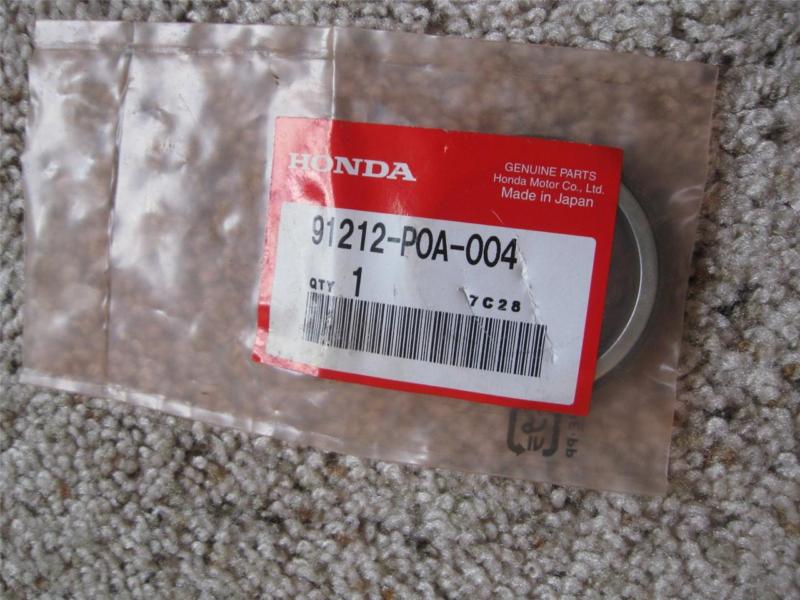 HONDA
GENUINE PARTS
Honda Motor Co., Ltd.
Made in Japan
91212-P0A-004
QTY 1
7C28